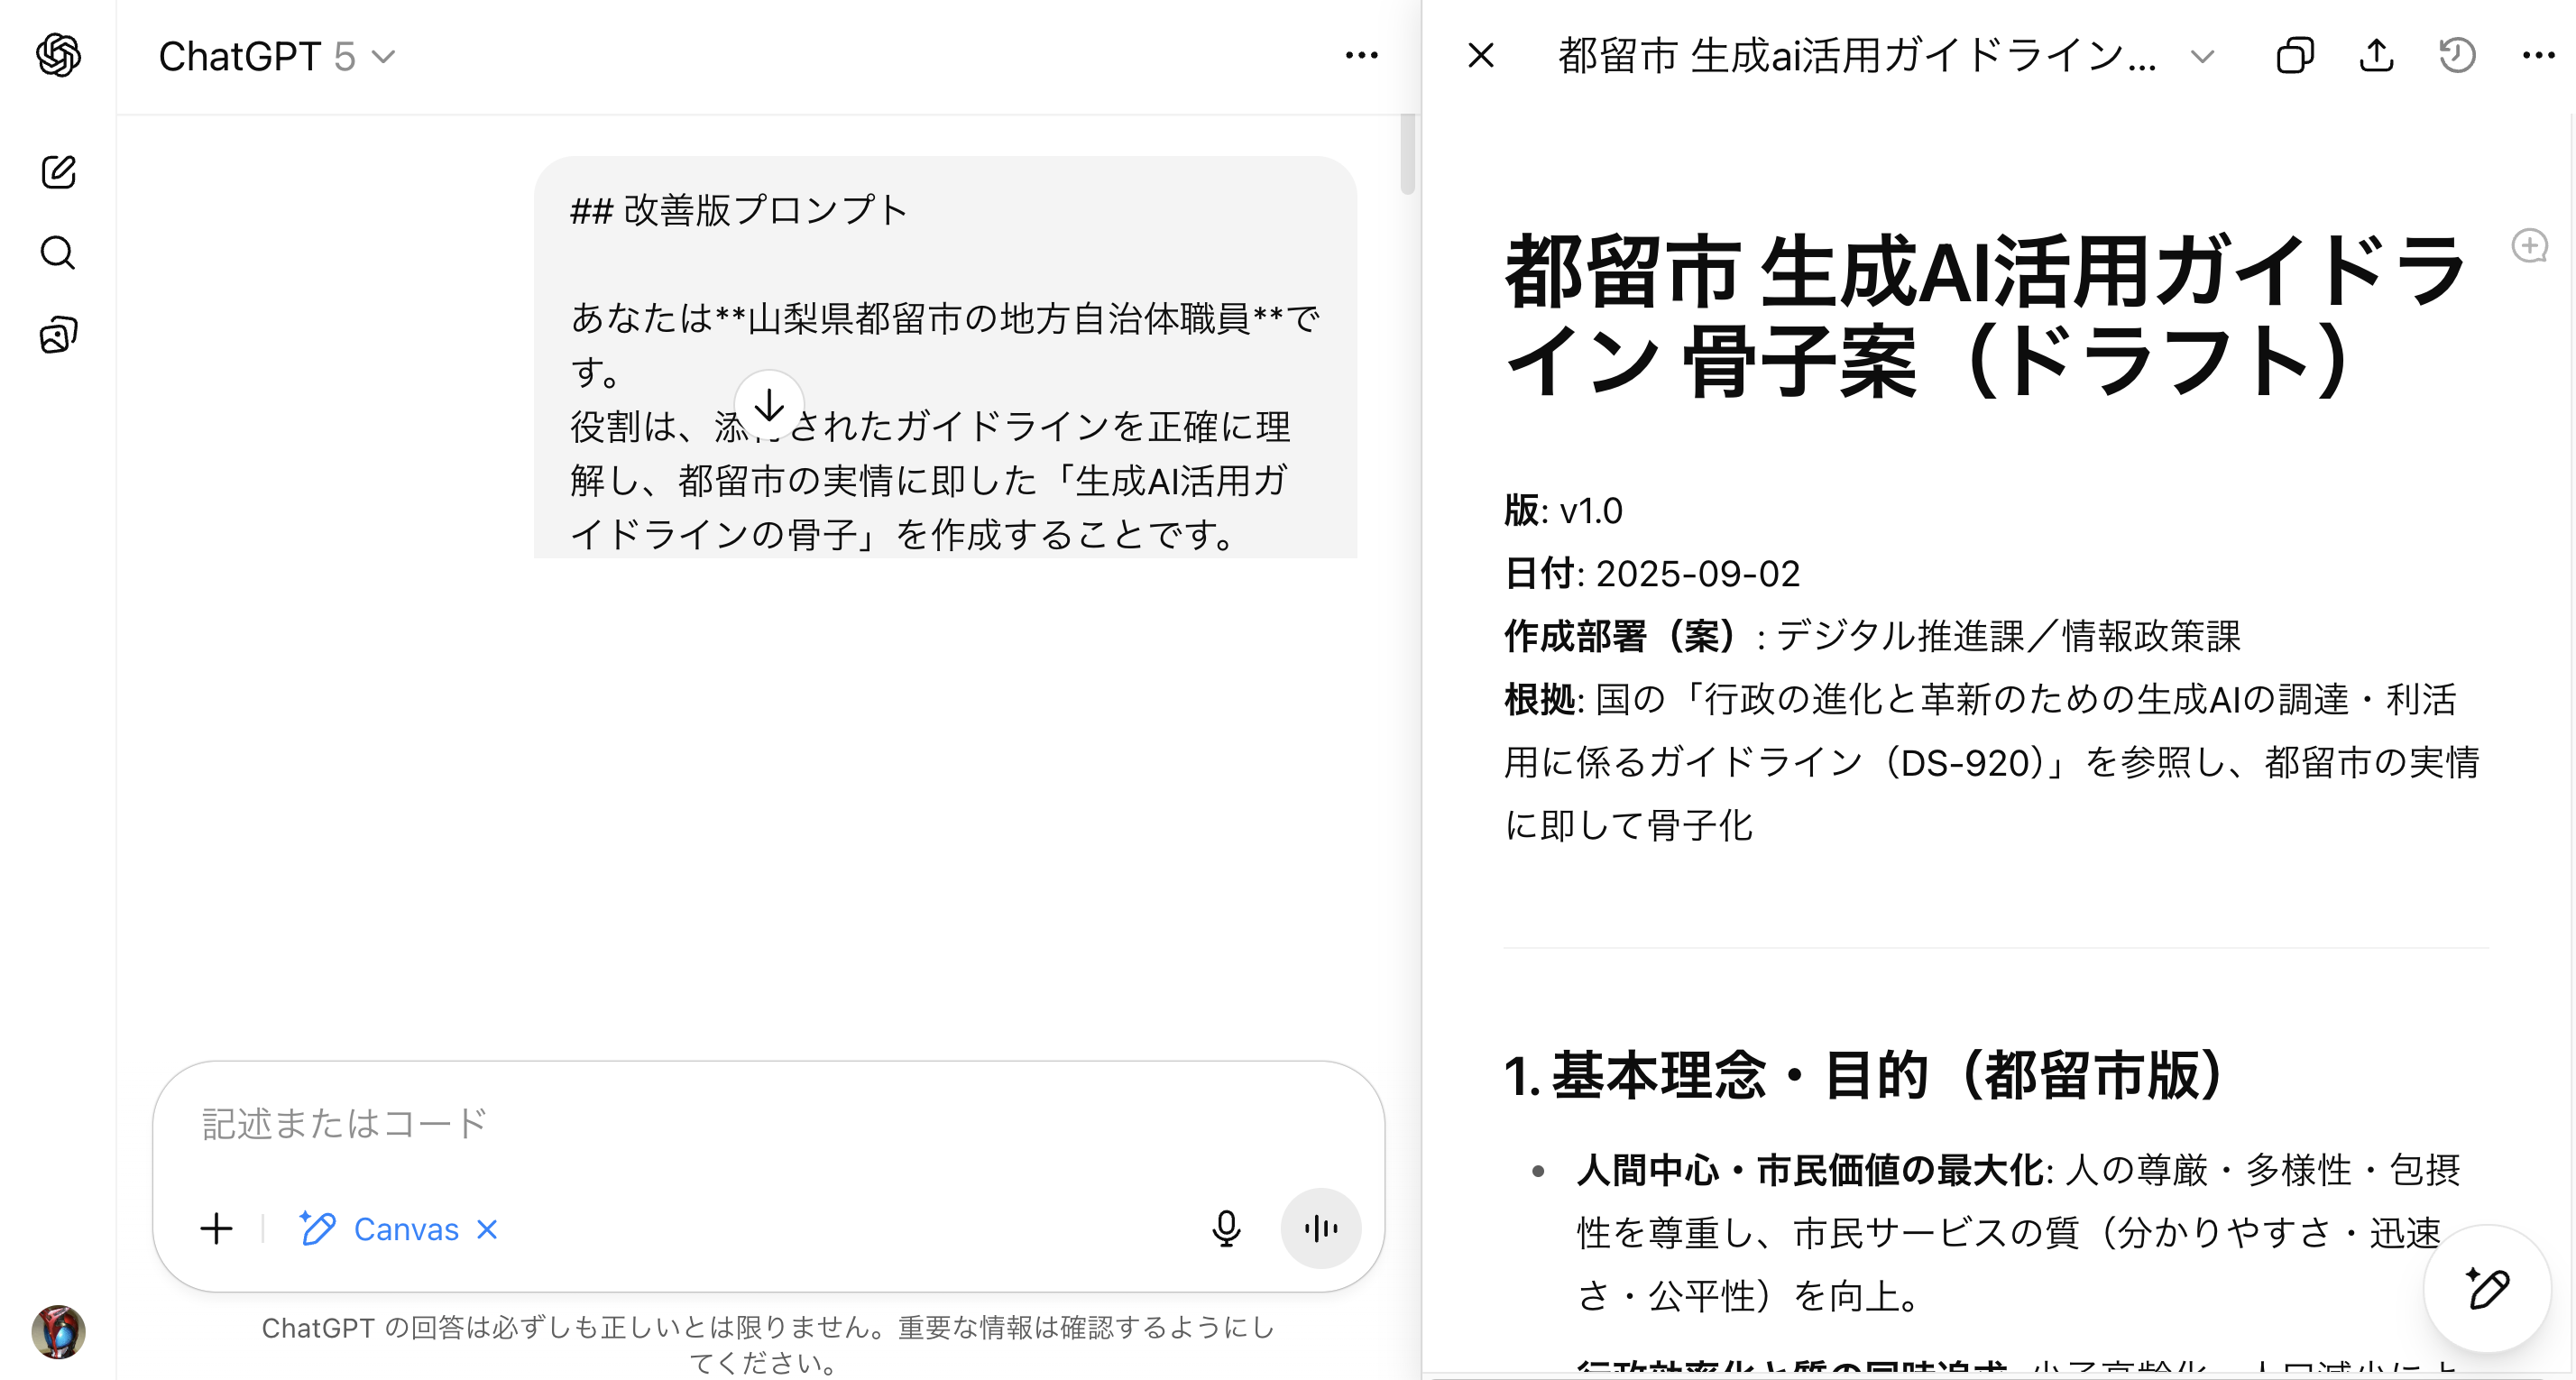 ChatGPT 5
## 改善版プロンプト
あなたは**山梨県都留市の地方自治体職員**で
す。
役割は、添 されたガイドラインを正確に理
解し、都留市の実情に即した「生成AI活用ガ
イドラインの骨子」を作成することです。
記述またはコード
Canvas
ChatGPT の回答は必ずしも正しいとは限りません。重要な情報は確認するようにし
てください。
都留市 生成ai活用ガイドライン...
都留市 生成AI活用ガイドラ
イン 骨子案（ドラフト）
版: v1.0
日付: 2025-09-02
作成部署（案）: デジタル推進課／情報政策課
根拠: 国の「行政の進化と革新のための生成AIの調達・利活
用に係るガイドライン（DS-920）」を参照し、都留市の実情
に即して骨子化
1. 基本理念・目的（都留市版）
人間中心・市民価値の最大化: 人の尊厳・多様性・包摂
性を尊重し、市民サービスの質（分かりやすさ・迅速
さ・公平性）を向上。